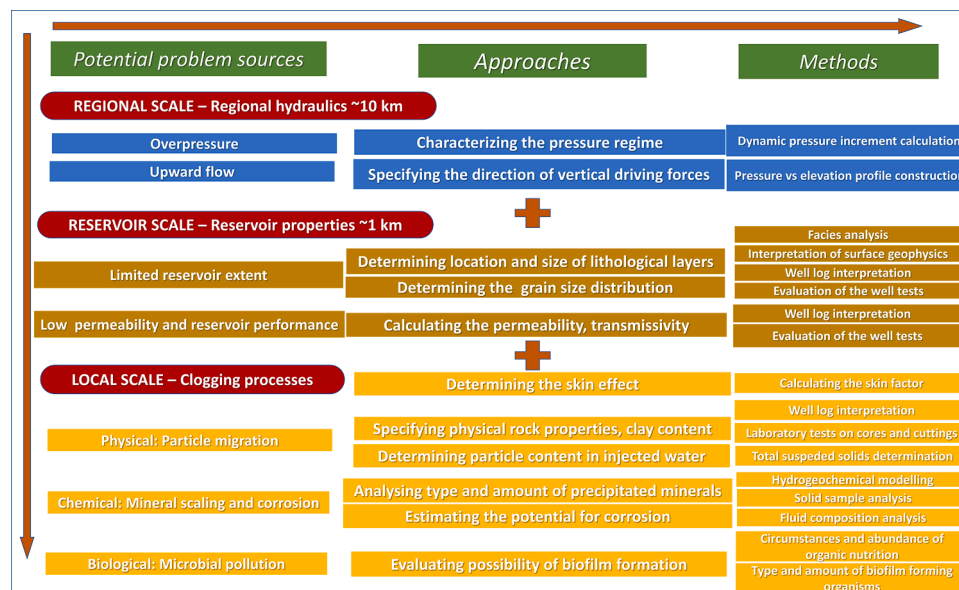 Potential problem sources
Approaches
Methods
REGIONAL SCALE – Regional hydraulics ~10 km
Overpressure
Characterizing the pressure regime
Dynamic pressure increment calculation
Upward flow
Specifying the direction of vertical driving forces
Pressure vs elevation profile construction
RESERVOIR SCALE – Reservoir properties ~1 km
Limited reservoir extent
Determining location and size of lithological layers
Determining the grain size distribution
Facies analysis
Interpretation of surface geophysics
Well log interpretation
Evaluation of the well tests
Low permeability and reservoir performance
Calculating the permeability, transmissivity
Well log interpretation
Evaluation of the well tests
LOCAL SCALE – Clogging processes
Determining the skin effect
Calculating the skin factor
Physical: Particle migration
Specifying physical rock properties, clay content
Determining particle content in injected water
Well log interpretation
Laboratory tests on cores and cuttings
Total suspeded solids determination
Chemical: Mineral scaling and corrosion
Analysing type and amount of precipitated minerals
Estimating the potential for corrosion
Hydrogeochemical modelling
Solid sample analysis
Fluid composition analysis
Biological: Microbial pollution
Evaluating possibility of biofilm formation
Circumstances and abundance of
organic nutrition
Type and amount of biofilm forming
organisms